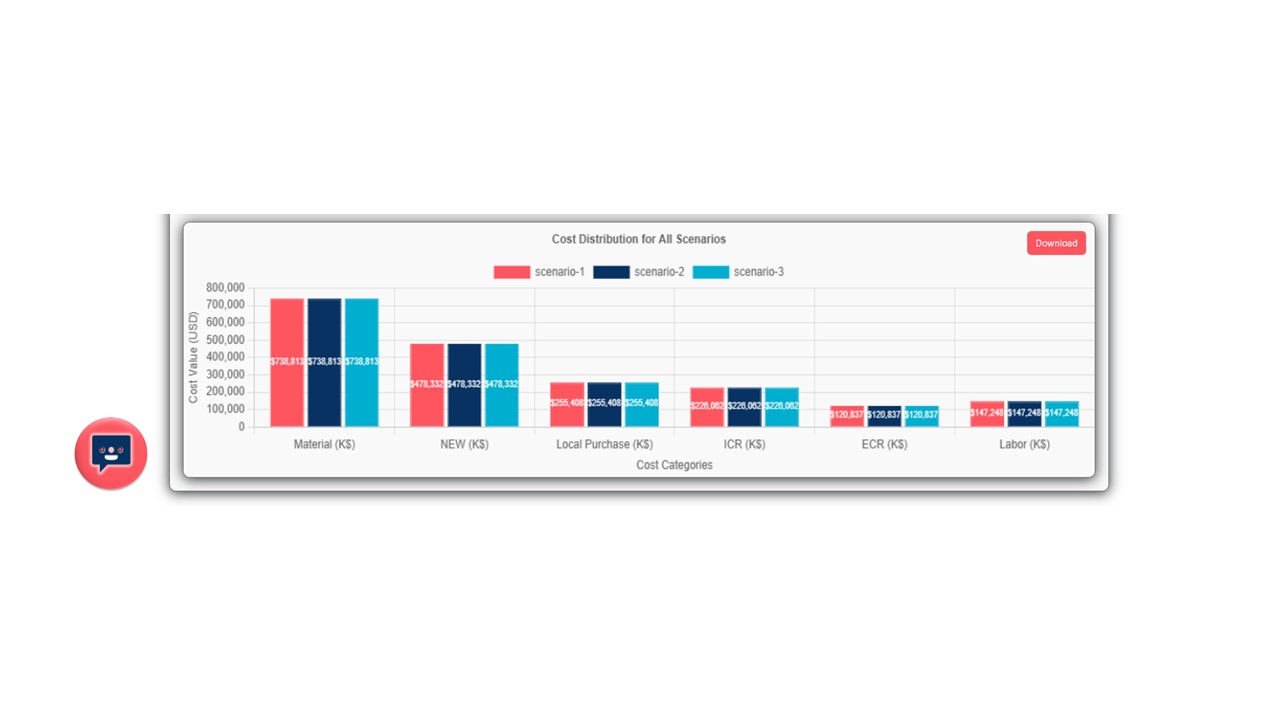 Cost Distribution for All Scenarios
Download
scenario-1 scenario-2 scenario-3
Cost Value (USD)
800,000
700,000
600,000
500,000
400,000
300,000
200,000
100,000
0
$738,813 $738,813 $738,813
$478,332 $478,332 $478,332
$255,408 $255,408 $255,408
$226,062 $226,062 $226,062
$120,837 $120,837 $120,837
$147,248 $147,248 $147,248
Material (K$) NEW (K$) Local Purchase (K$) ICR (K$) ECR (K$) Labor (K$)
Cost Categories